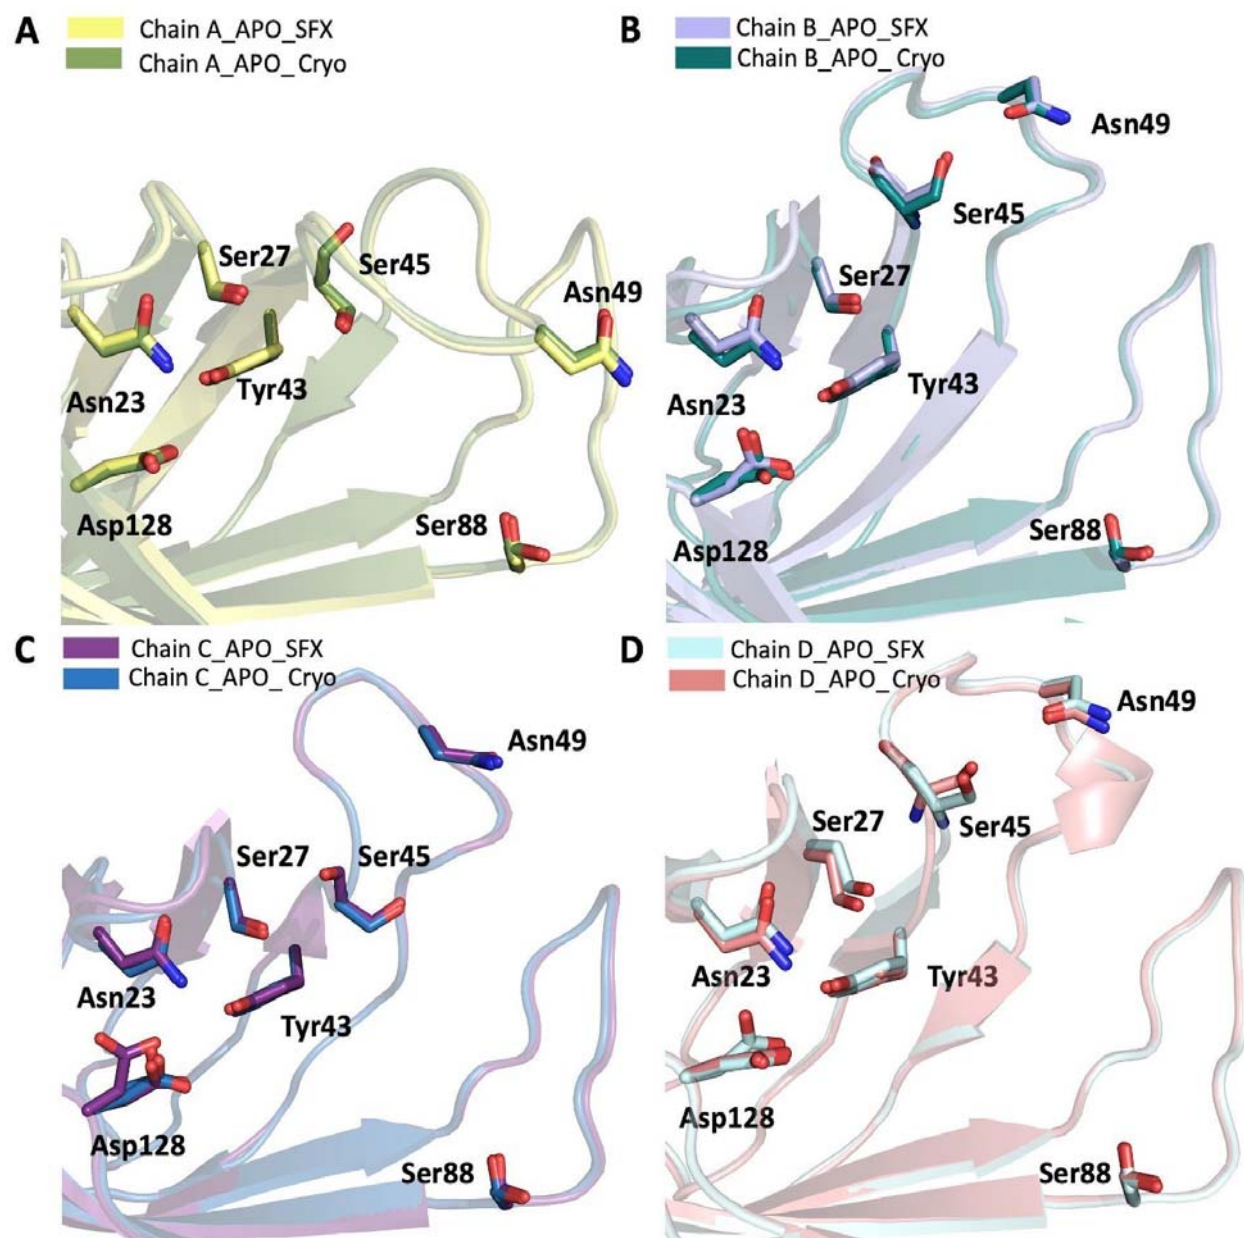 A
Chain A_APO_SFX
Chain A_APO_Cryo
Ser27
Ser45
Asn49
Asn23
Tyr43
Asp128
Ser88
B
Chain B_APO_SFX
Chain B_APO_Cryo
Asn49
Ser45
Ser27
Asn23
Tyr43
Asp128
Ser88
C
Chain C_APO_SFX
Chain C_APO_Cryo
Asn49
Ser27
Ser45
Asn23
Tyr43
Asp128
Ser88
D
Chain D_APO_SFX
Chain D_APO_Cryo
Asn49
Ser27
Ser45
Asn23
Tyr43
Asp128
Ser88